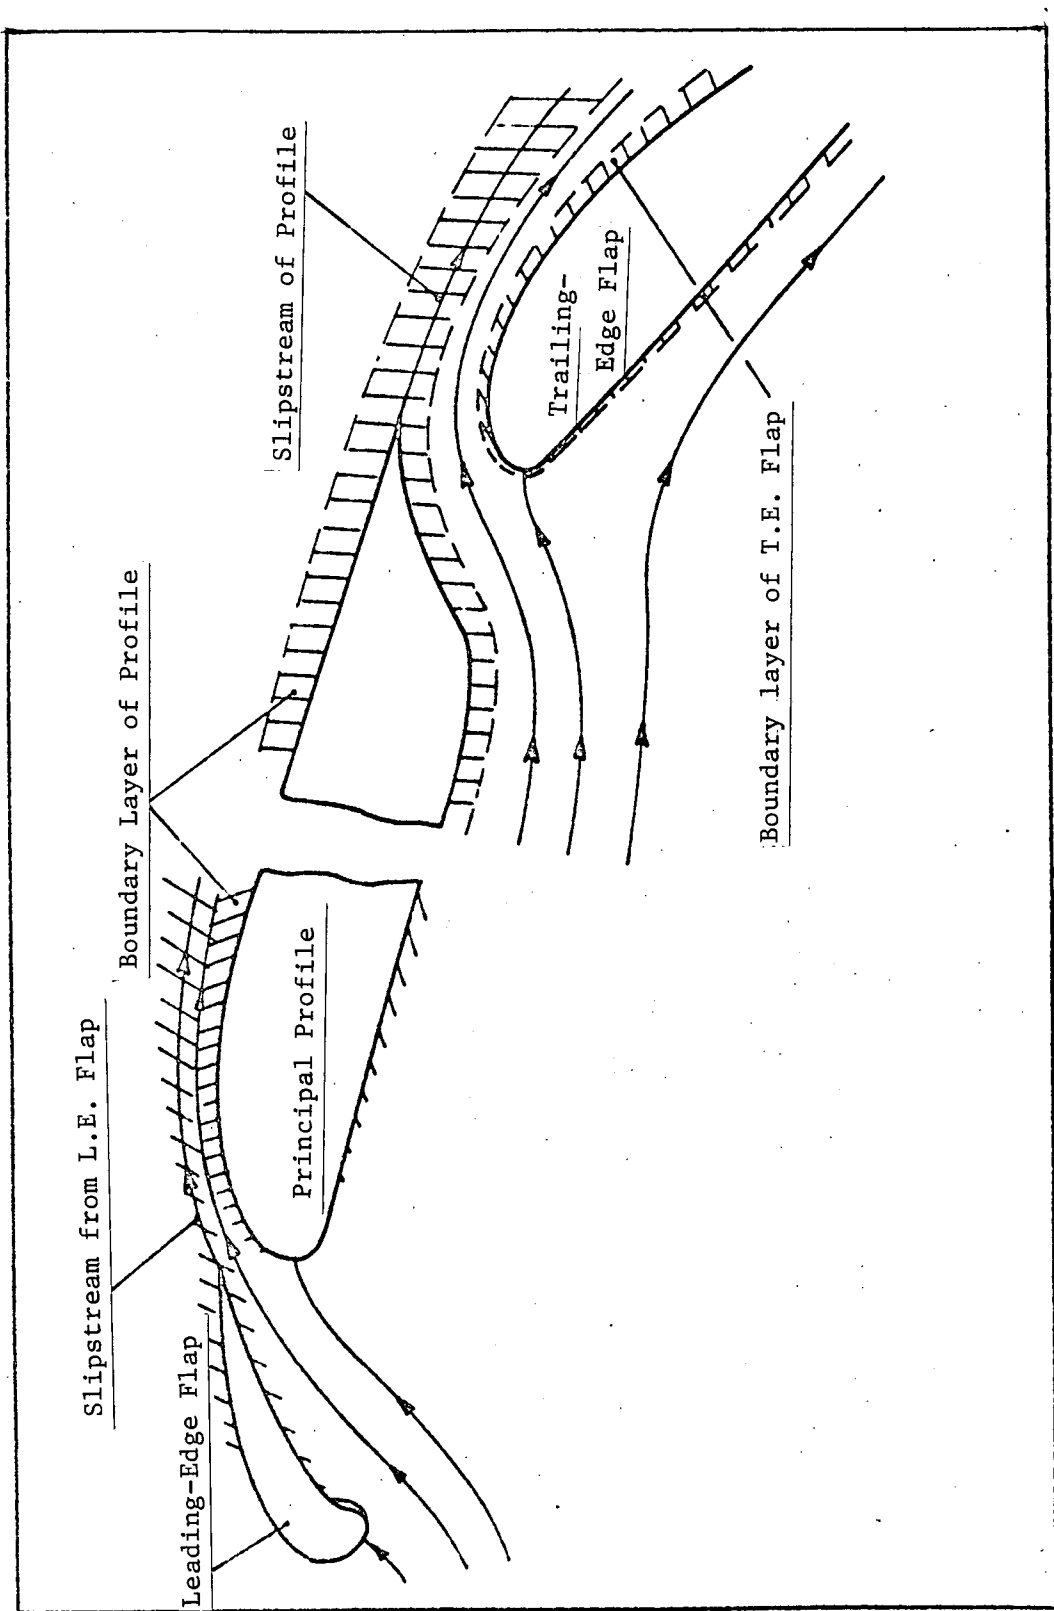 Slipstream from L.E. Flap
Boundary Layer of Profile
Slipstream of Profile
Leading-Edge Flap
Principal Profile
Trailing-
Edge Flap
Boundary layer of T.E. Flap